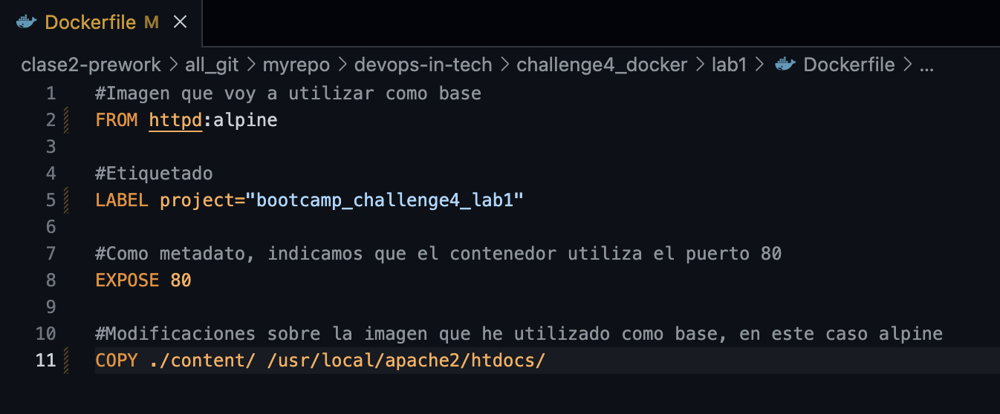 Dockerfile M
clase2-prework > all_git > myrepo > devops-in-tech > challenge4_docker > lab1 > Dockerfile > ...
1 #Imagen que voy a utilizar como base
2 FROM httpd:alpine
3
4 #Etiquetado
5 LABEL project="bootcamp_challenge4_lab1"
6
7 #Como metadato, indicamos que el contenedor utiliza el puerto 80
8 EXPOSE 80
9
10 #Modificaciones sobre la imagen que he utilizado como base, en este caso alpine
11 COPY ./content/ /usr/local/apache2/htdocs/